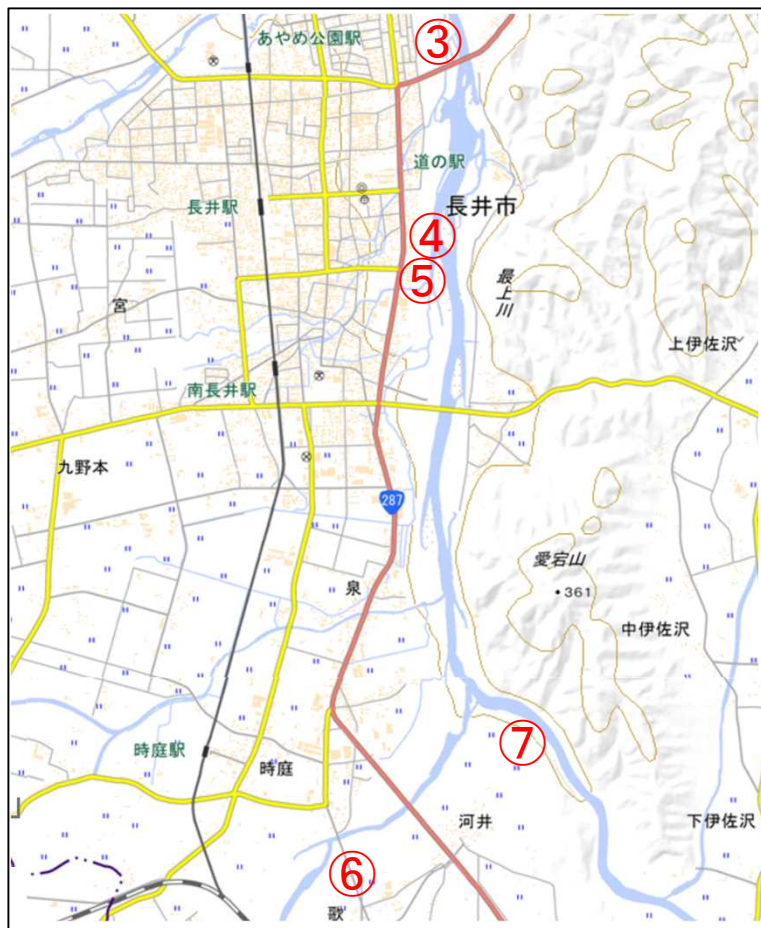 あやめ公園駅
③
道の駅
長井駅
長井市
④
⑤
最上川
宮
上伊佐沢
南長井駅
九野本
287
愛宕山
泉
361
中伊佐沢
⑦
時庭駅
時庭
河井
下伊佐沢
⑥
歌